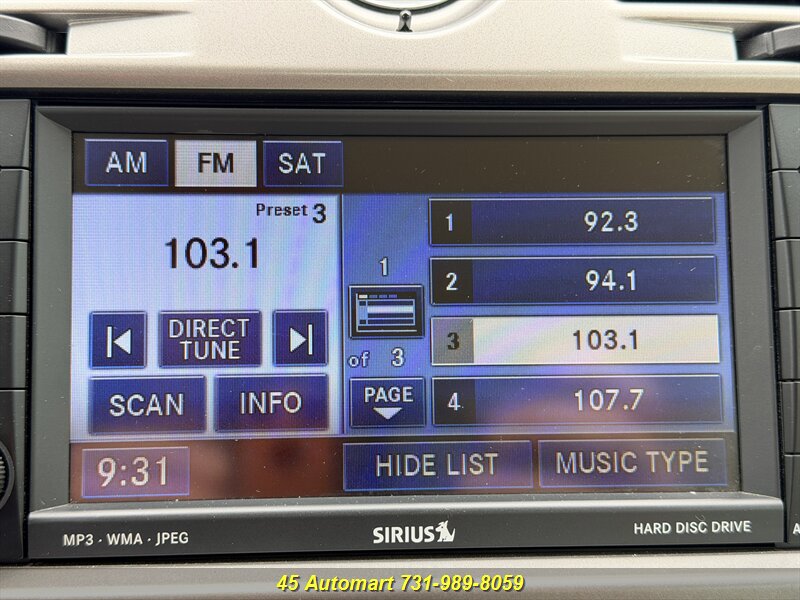 AM FM SAT
Preset 3
103.1
DIRECT
TUNE
SCAN INFO
1
of 3
PAGE
1 92.3
2 94.1
3 103.1
4 107.7
9:31 HIDE LIST MUSIC TYPE
MP3 · WMA · JPEG SIRIUS HARD DISC DRIVE
A
45 Automart 731-989-8059